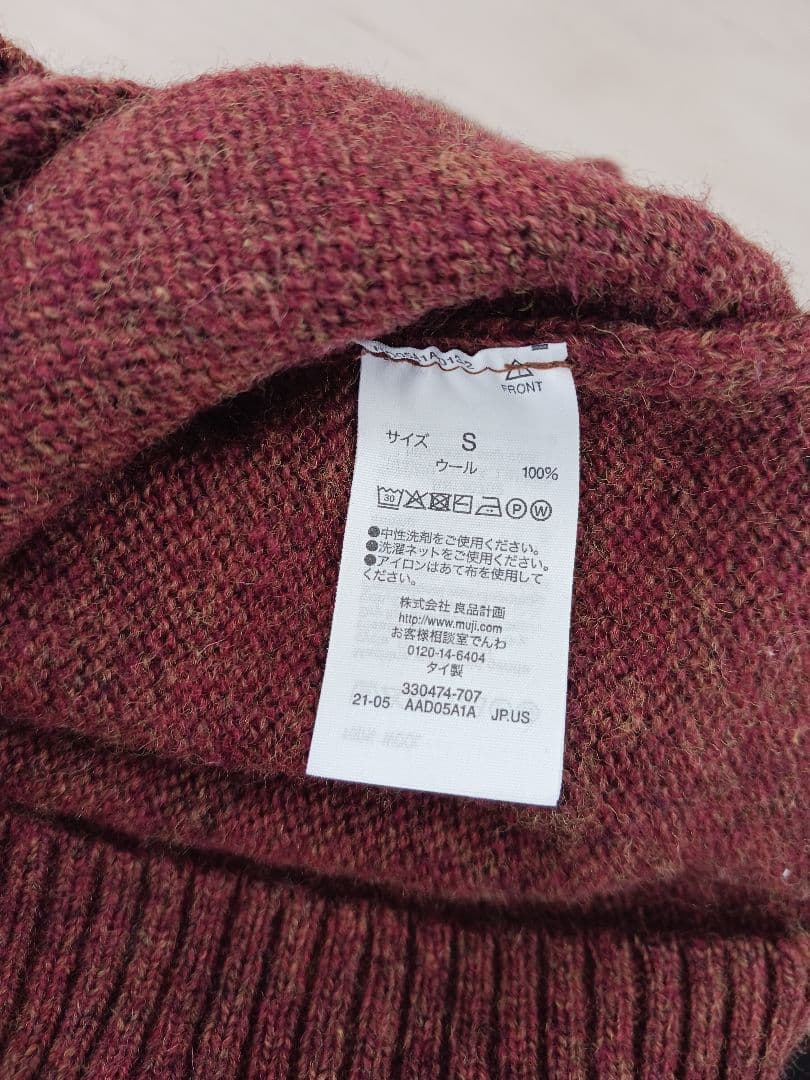 FRONT
サイズ S
ウール 100%
30 P W
●中性洗剤をご使用ください。
●洗濯ネットをご使用ください。
●アイロンはあて布を使用して
ください。
株式会社 良品計画
http://www.muji.com
お客様相談室でんわ
0120-14-6404
タイ製
330474-707
21-05 AAD05A1A JP.US